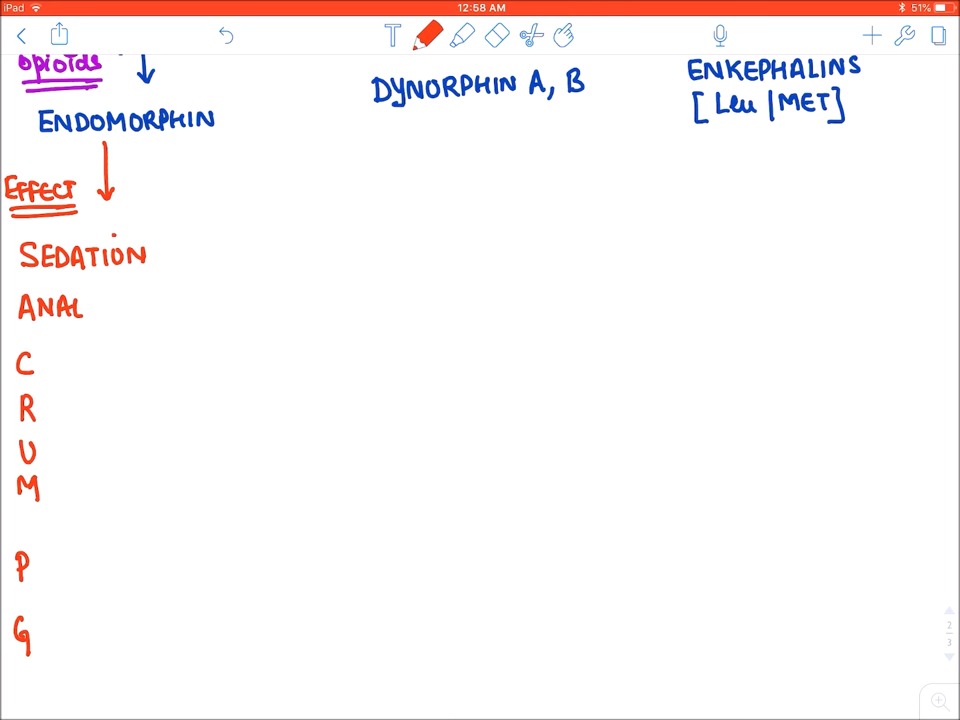 iPad 12:58 AM 51%
opioids
ENDOMORPHIN
DYNORPHIN A, B
ENKEPHALINS
[Leu | MET]
EFFECT
SEDATION
ANAL
C
R
U
M
P
G
2
3